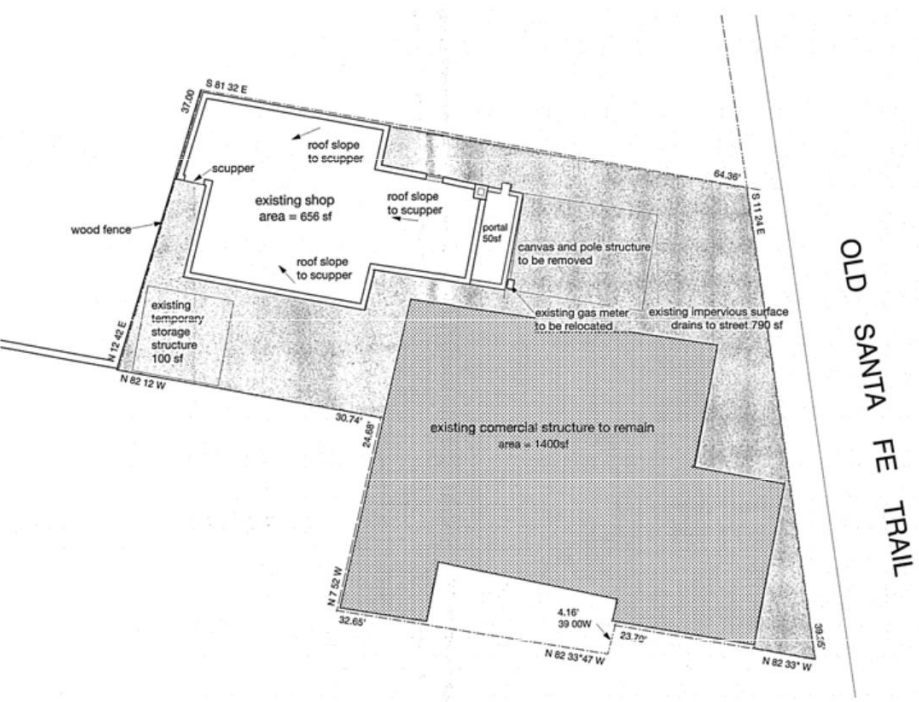 S 81 32 E
37.00
roof slope
to scupper
scupper
64.36'
existing shop
area = 656 sf
roof slope
to scupper
S 11 24 E
wood fence
portal
50sf
canvas and pole structure
to be removed
OLD SANTA FE TRAIL
roof slope
to scupper
existing
temporary
storage
structure
100 sf
existing gas meter
to be relocated
existing impervious surface
drains to street 790 sf
N 12 42 E
N 82 12 W
30.74'
24.68'
existing comercial structure to remain
area = 1400sf
N 7 52 W
32.65'
4.16'
39 00W
23.70'
N 82 33"47 W
N 82 33" W